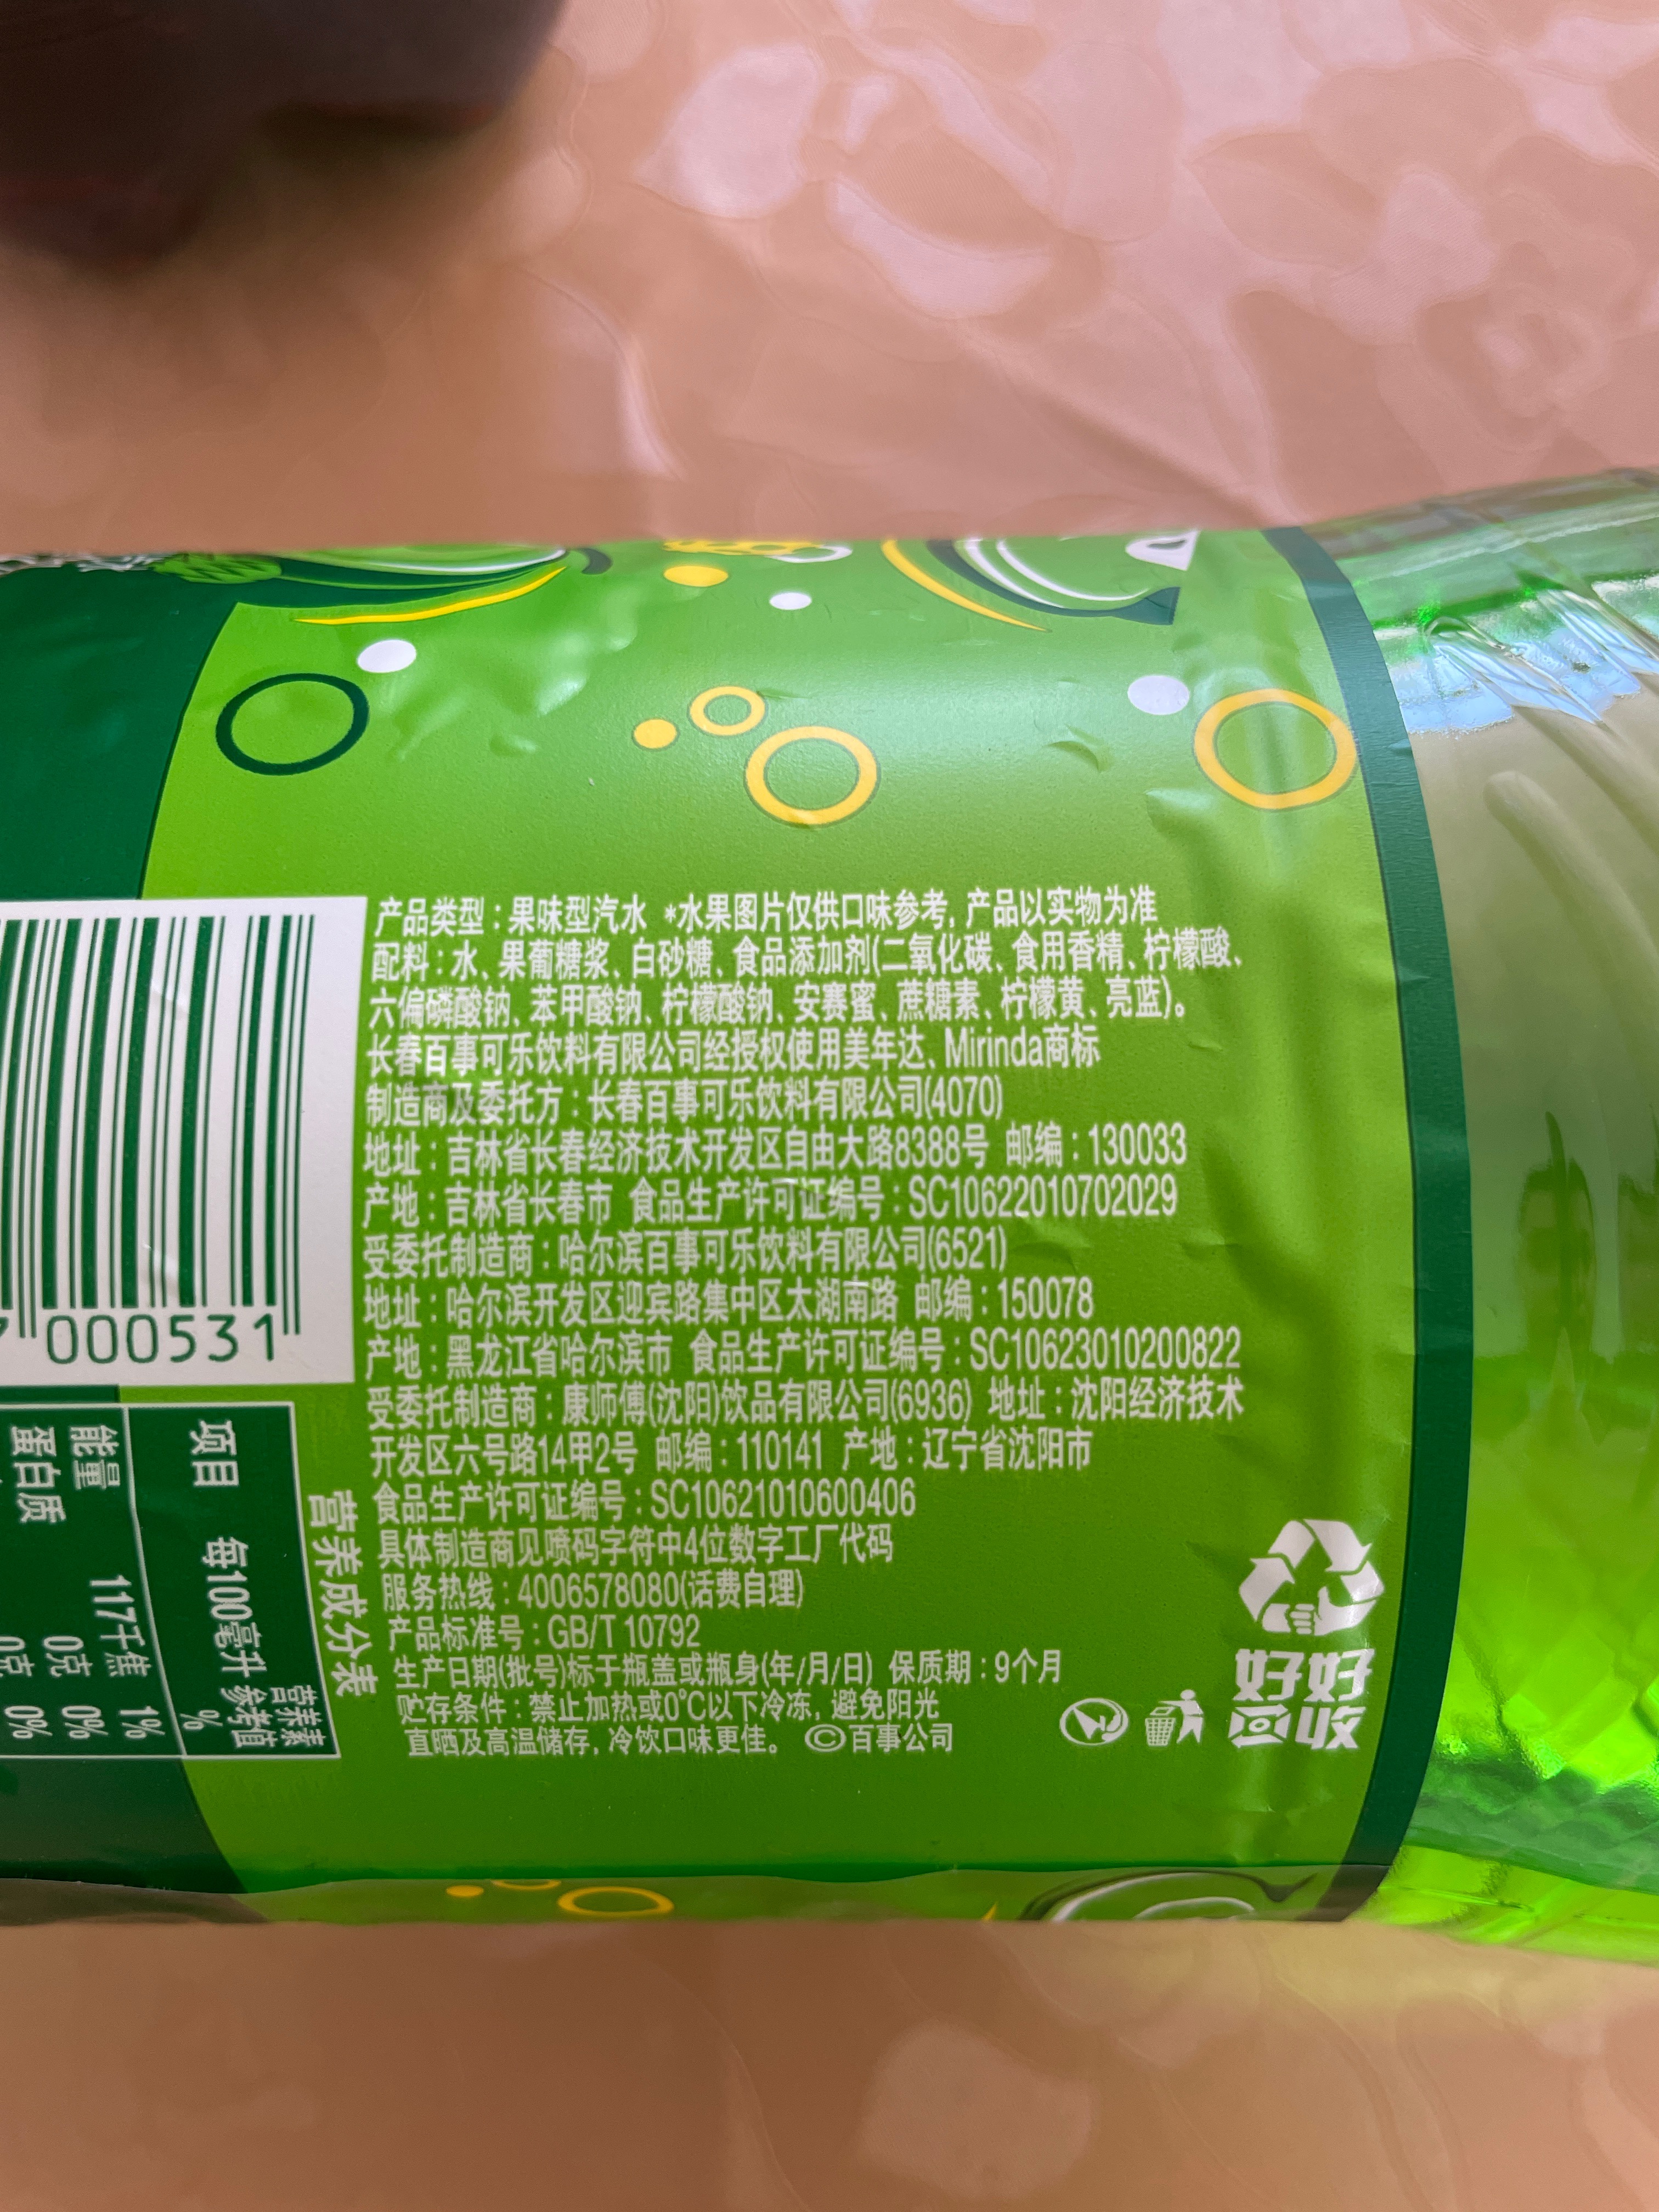 产品类型：果味型汽水 *水果图片仅供口味参考, 产品以实物为准
配料：水、果葡糖浆、白砂糖、食品添加剂(二氧化碳、食用香精、柠檬酸、
六偏磷酸钠、苯甲酸钠、柠檬酸钠、安赛蜜、蔗糖素、柠檬黄、亮蓝)。
长春百事可乐饮料有限公司经授权使用美年达、Mirinda商标
制造商及委托方：长春百事可乐饮料有限公司(4070)
地址：吉林省长春经济技术开发区自由大路8388号 邮编：130033
产地：吉林省长春市 食品生产许可证编号：SC10622010702029
受委托制造商：哈尔滨百事可乐饮料有限公司(6521)
地址：哈尔滨开发区迎宾路集中区太湖南路 邮编：150078
产地：黑龙江省哈尔滨市 食品生产许可证编号：SC10623010200822
受委托制造商：康师傅(沈阳)饮品有限公司(6936) 地址：沈阳经济技术
开发区六号路14甲2号 邮编：110141 产地：辽宁省沈阳市
食品生产许可证编号：SC10621010600406
具体制造商见喷码字符中4位数字工厂代码
服务热线：4006578080(话费自理)
产品标准号：GB/T 10792
生产日期(批号)标于瓶盖或瓶身(年/月/日) 保质期：9个月
贮存条件：禁止加热或0℃以下冷冻, 避免阳光
直晒及高温储存, 冷饮口味更佳。 ©百事公司
好好
回收
000531
营养成分表
项目 每100毫升 营养素参考值%
能量 117千焦 1%
蛋白质 0克 0%
0克 0%